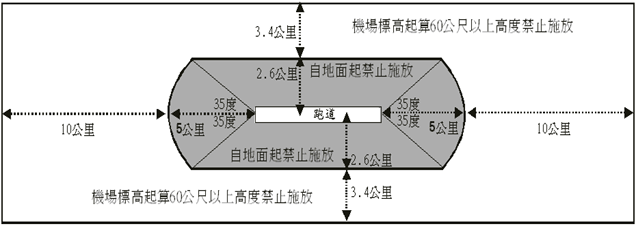 3.4公里
機場標高起算60公尺以上高度禁止施放
2.6公里
自地面起禁止施放
35度
35度
跑道
35度
35度
10公里
5公里
5公里
10公里
自地面起禁止施放
2.6公里
機場標高起算60公尺以上高度禁止施放
3.4公里